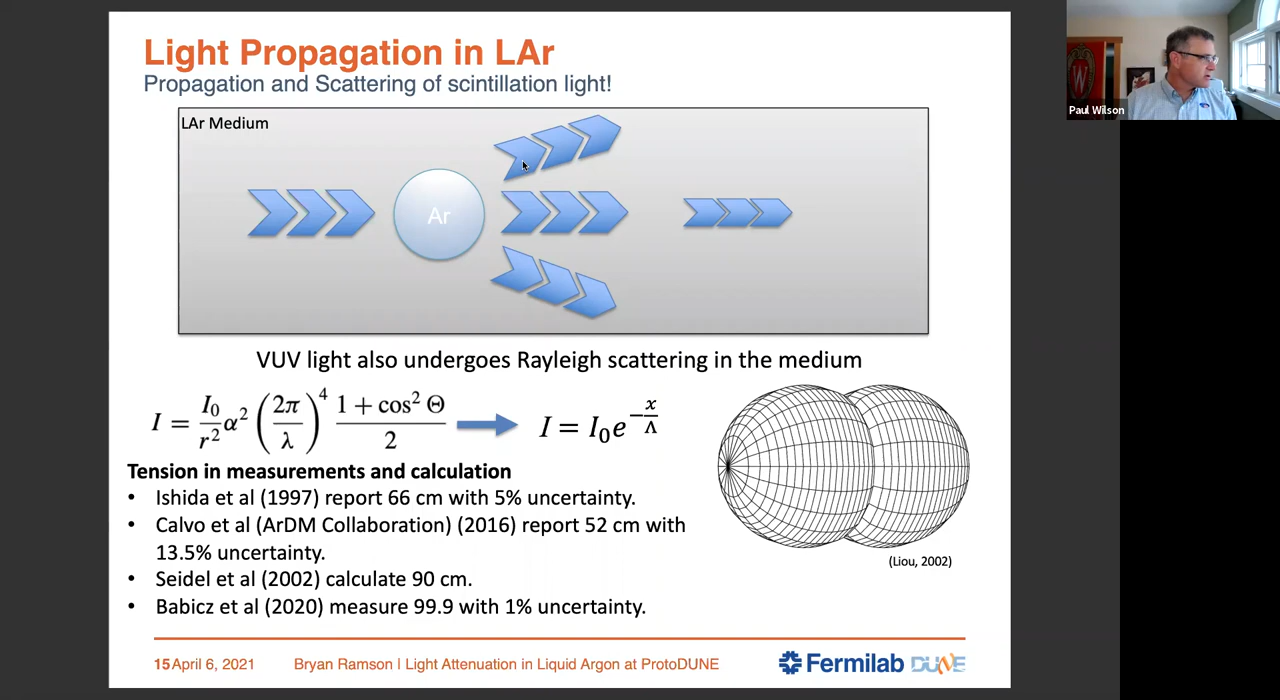 Light Propagation in LAr
Propagation and Scattering of scintillation light!
LAr Medium
Ar
VUV light also undergoes Rayleigh scattering in the medium
I = I₀/r² α² (2π/λ)⁴ (1 + cos² Θ)/2
I = I₀e^(−x/Λ)
Tension in measurements and calculation
• Ishida et al (1997) report 66 cm with 5% uncertainty.
• Calvo et al (ArDM Collaboration) (2016) report 52 cm with
13.5% uncertainty.
• Seidel et al (2002) calculate 90 cm.
• Babicz et al (2020) measure 99.9 with 1% uncertainty.
(Liou, 2002)
15 April 6, 2021
Bryan Ramson | Light Attenuation in Liquid Argon at ProtoDUNE
Fermilab DUNE
W
Paul Wilson